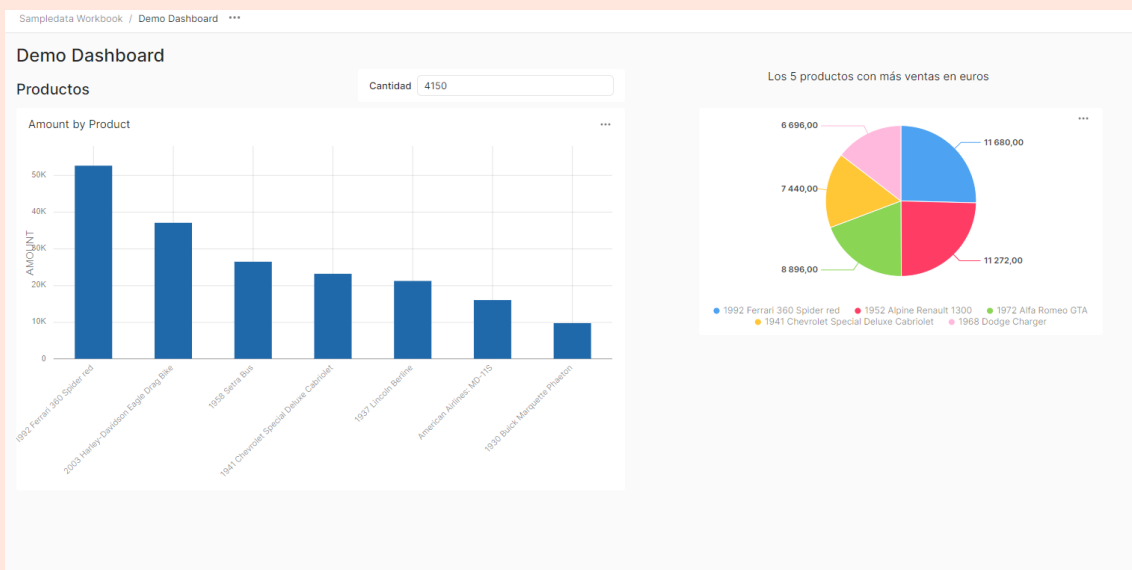 Sampledata Workbook / Demo Dashboard ···
Demo Dashboard
Productos
Cantidad 4150
Amount by Product ···
AMOUNT
50K
40K
30K
20K
10K
0
1992 Ferrari 360 Spider red
2003 Harley-Davidson Eagle Drag Bike
1958 Setra Bus
1941 Chevrolet Special Deluxe Cabriolet
1937 Lincoln Berline
American Airlines: MD-11S
1930 Buick Marquette Phaeton
Los 5 productos con más ventas en euros
···
6 696,00
11 680,00
7 440,00
11 272,00
8 896,00
1992 Ferrari 360 Spider red 1952 Alpine Renault 1300 1972 Alfa Romeo GTA
1941 Chevrolet Special Deluxe Cabriolet 1968 Dodge Charger